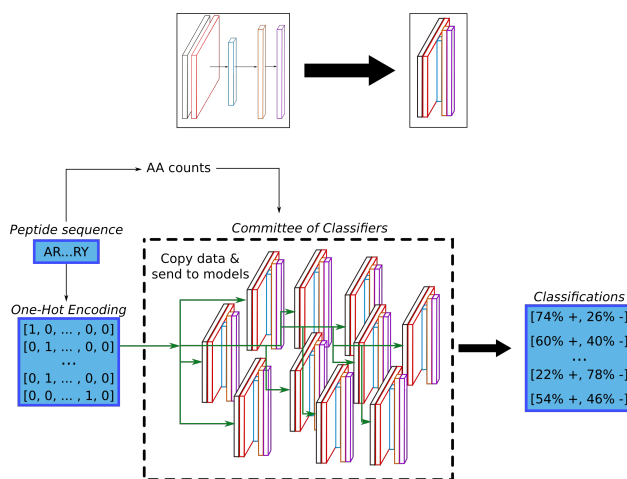 AA counts
Peptide sequence
AR...RY
One-Hot Encoding
[1, 0, ... , 0, 0]
[0, 1, ... , 0, 0]
...
[0, 1, ... , 0, 0]
[0, 0, ... , 1, 0]
Committee of Classifiers
Copy data &
send to models
Classifications
[74% +, 26% -]
[60% +, 40% -]
...
[22% +, 78% -]
[54% +, 46% -]